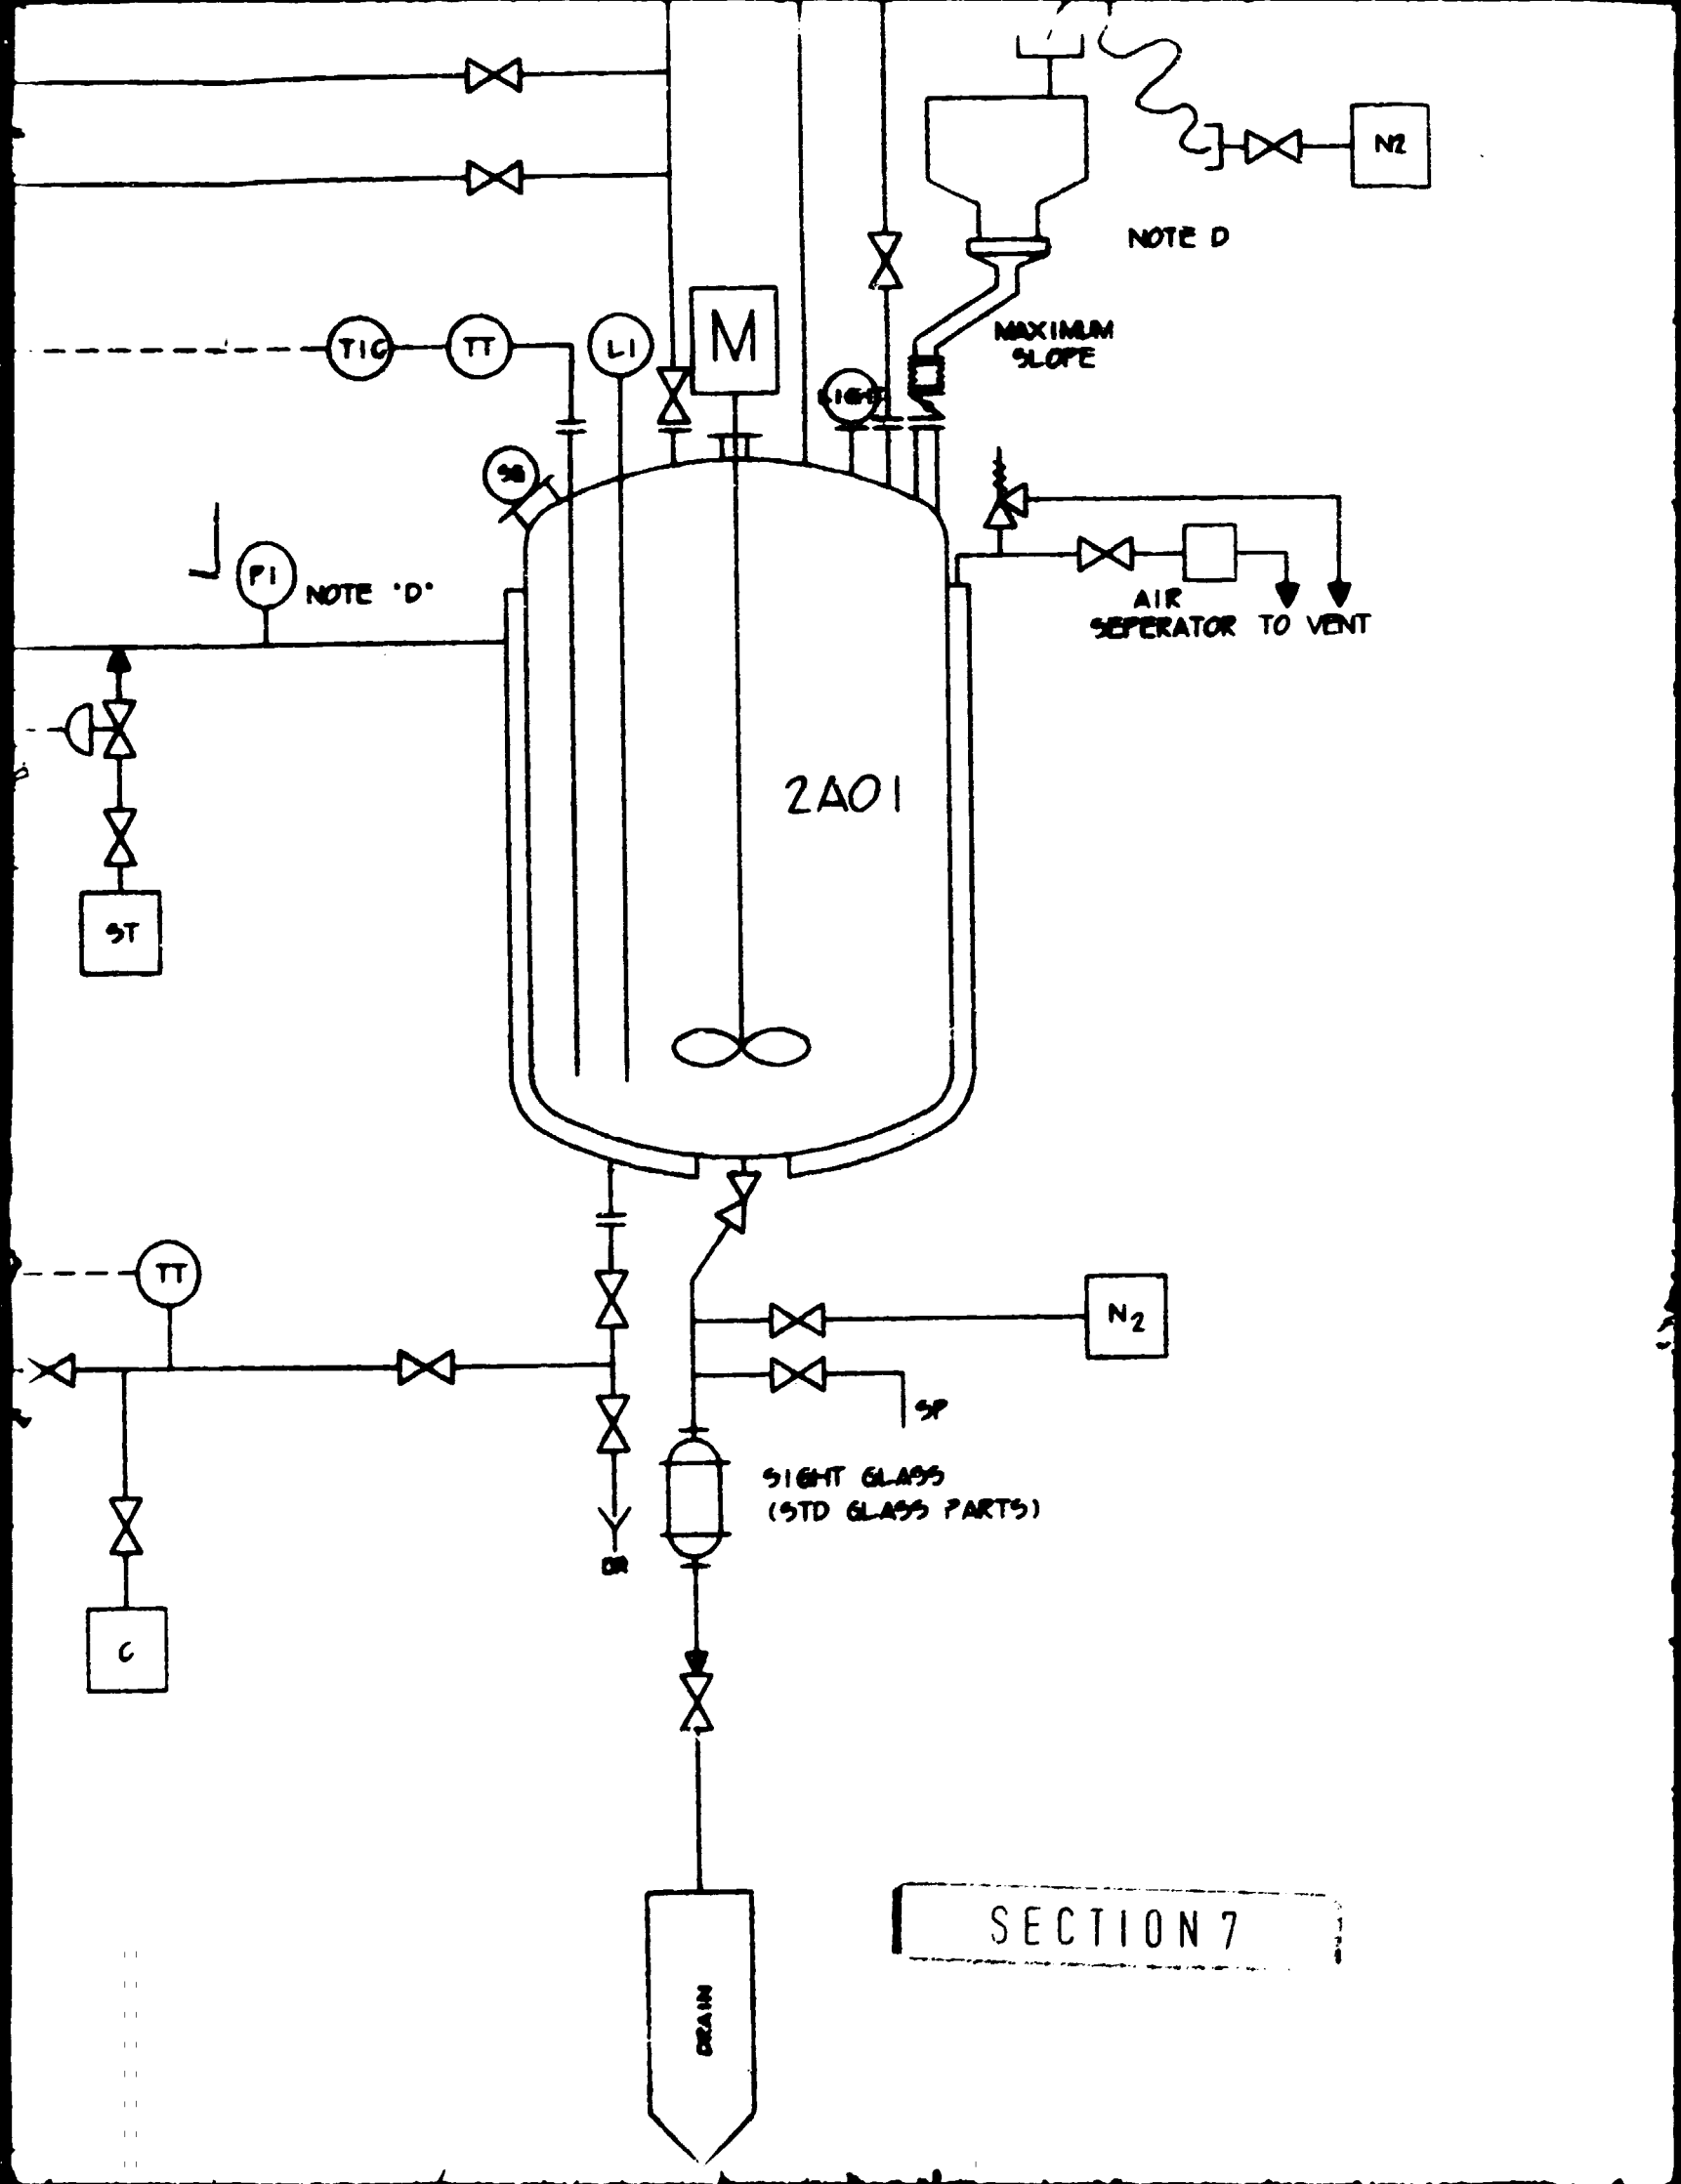 N2
NOTE D
MAXIMUM
SLOPE
TIC
TT
LI
M
LIGHT
SG
PI
NOTE "D"
AIR
SEPERATOR
TO VENT
2A01
ST
TT
N2
SP
SIGHT GLASS
(STD GLASS PARTS)
DR
C
SECTION 7
DRAIN